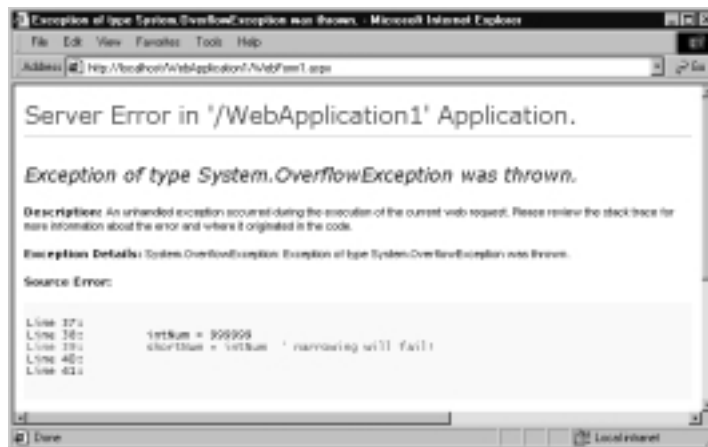 Exception of type System.OverflowException was thrown. - Microsoft Internet Explorer
File Edit View Favorites Tools Help
Address http://localhost/WebApplication1/WebForm1.aspx Go
Server Error in '/WebApplication1' Application.
Exception of type System.OverflowException was thrown.
Description: An unhandled exception occurred during the execution of the current web request. Please review the stack trace for
more information about the error and where it originated in the code.
Exception Details: System.OverflowException: Exception of type System.OverflowException was thrown.
Source Error:
Line 37:
Line 38: intNum = 999999
Line 39: shortNum = intNum ' narrowing will fail!
Line 40:
Line 41:
Done Local intranet